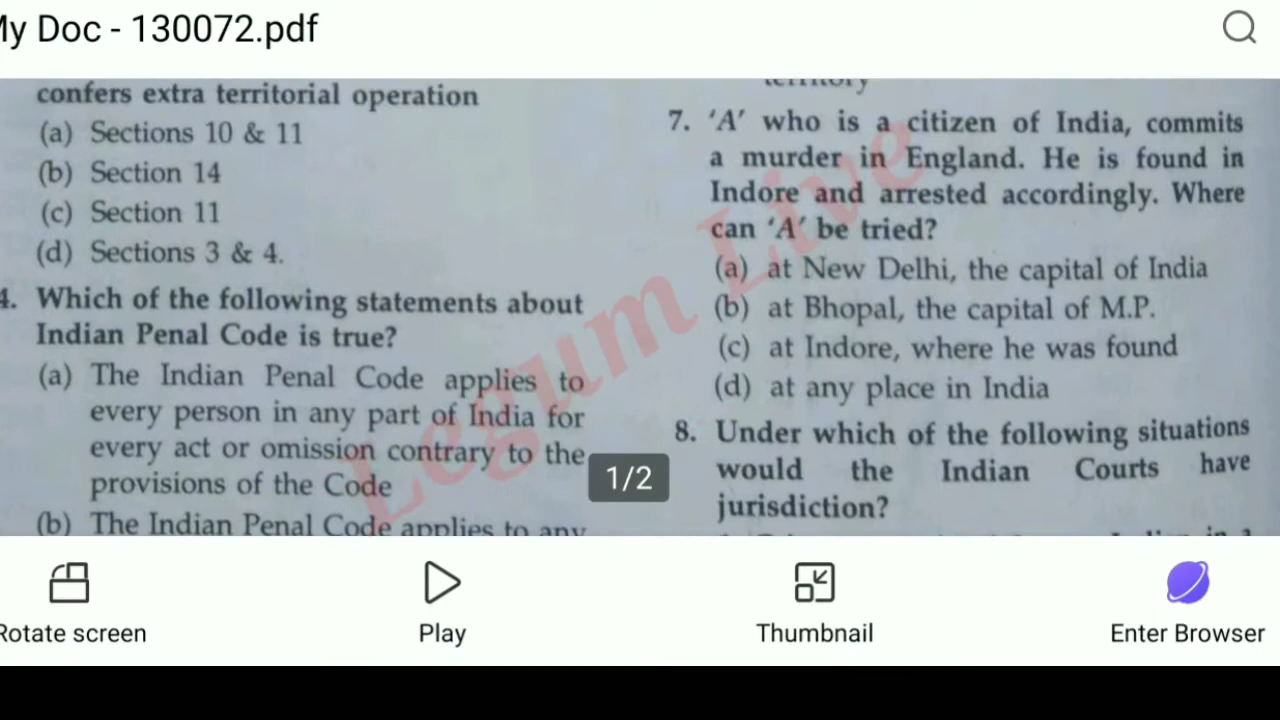 My Doc - 130072.pdf
confers extra territorial operation
(a) Sections 10 & 11
(b) Section 14
(c) Section 11
(d) Sections 3 & 4.
4. Which of the following statements about
Indian Penal Code is true?
(a) The Indian Penal Code applies to
every person in any part of India for
every act or omission contrary to the
provisions of the Code
(b) The Indian Penal Code applies to any
territory
7. 'A' who is a citizen of India, commits
a murder in England. He is found in
Indore and arrested accordingly. Where
can 'A' be tried?
(a) at New Delhi, the capital of India
(b) at Bhopal, the capital of M.P.
(c) at Indore, where he was found
(d) at any place in India
8. Under which of the following situations
would the Indian Courts have
jurisdiction?
Legum Live
1/2
Rotate screen
Play
Thumbnail
Enter Browser